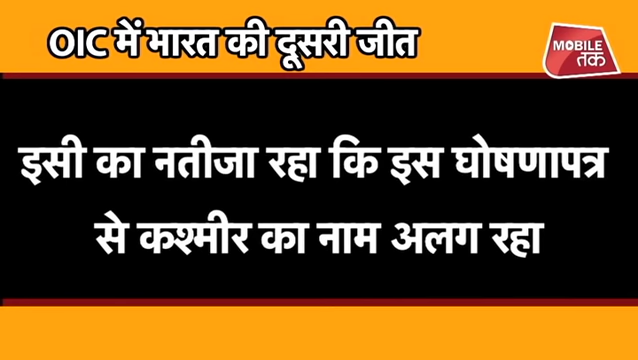 OIC में भारत की दूसरी जीत
MOBILE
तक
इसी का नतीजा रहा कि इस घोषणापत्र
से कश्मीर का नाम अलग रहा